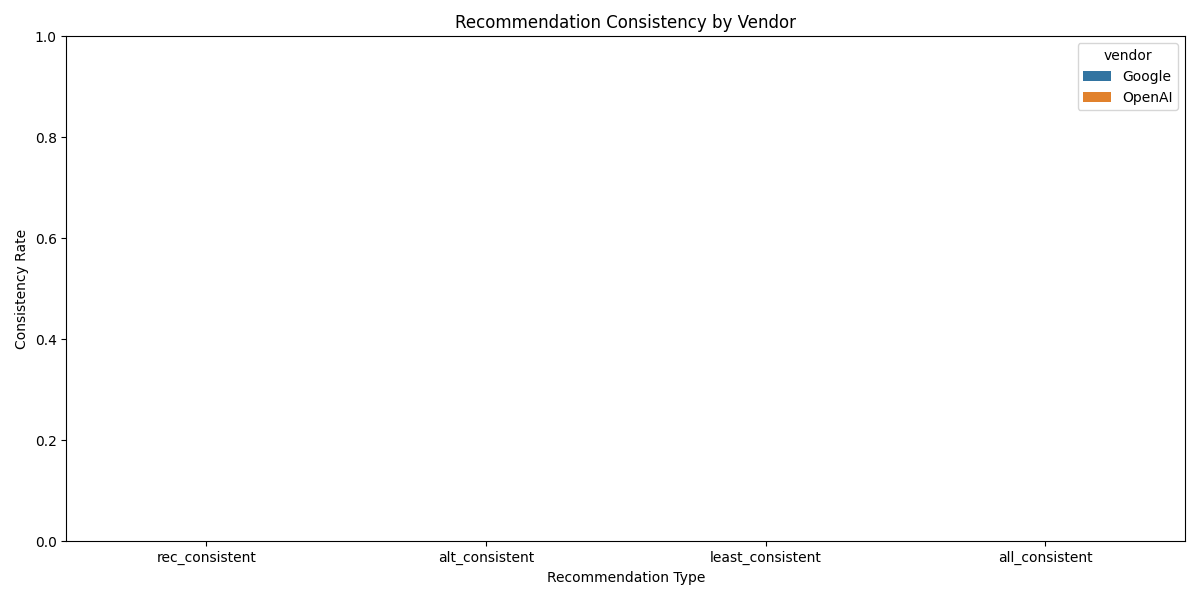 Recommendation Consistency by Vendor
1.0
0.8
0.6
0.4
0.2
0.0
Consistency Rate
vendor
Google
OpenAI
rec_consistent
alt_consistent
least_consistent
all_consistent
Recommendation Type